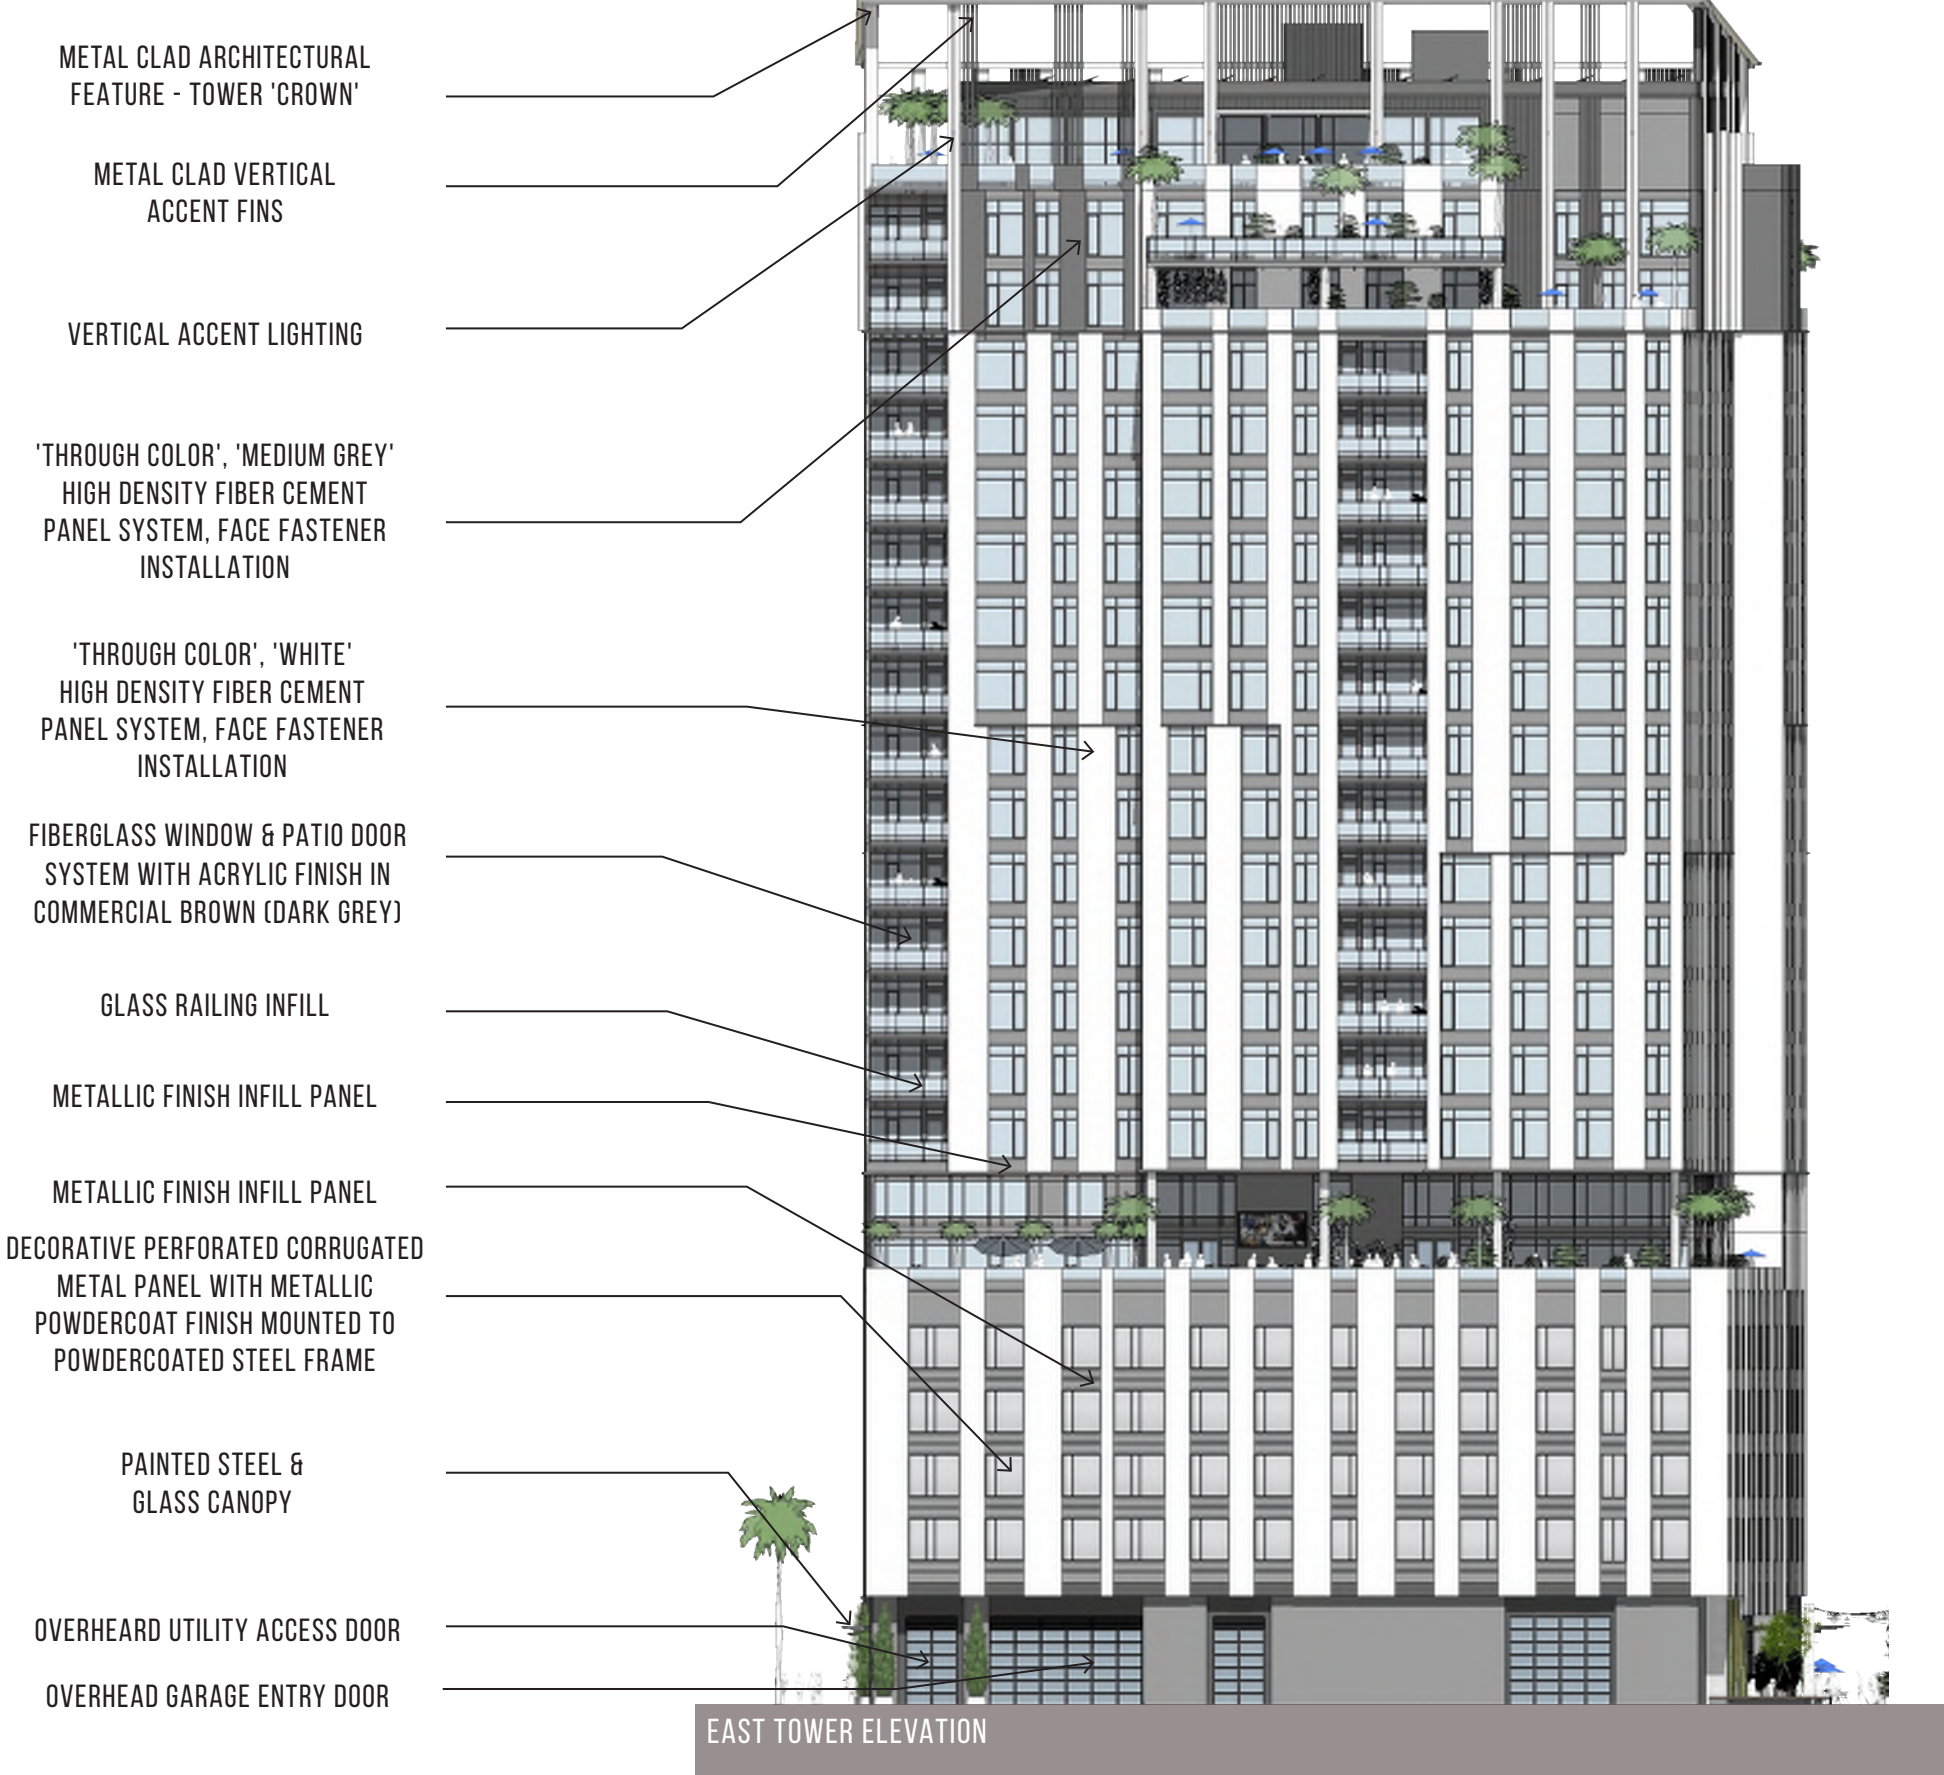 METAL CLAD ARCHITECTURAL
FEATURE - TOWER 'CROWN'
METAL CLAD VERTICAL
ACCENT FINS
VERTICAL ACCENT LIGHTING
'THROUGH COLOR', 'MEDIUM GREY'
HIGH DENSITY FIBER CEMENT
PANEL SYSTEM, FACE FASTENER
INSTALLATION
'THROUGH COLOR', 'WHITE'
HIGH DENSITY FIBER CEMENT
PANEL SYSTEM, FACE FASTENER
INSTALLATION
FIBERGLASS WINDOW & PATIO DOOR
SYSTEM WITH ACRYLIC FINISH IN
COMMERCIAL BROWN (DARK GREY)
GLASS RAILING INFILL
METALLIC FINISH INFILL PANEL
METALLIC FINISH INFILL PANEL
DECORATIVE PERFORATED CORRUGATED
METAL PANEL WITH METALLIC
POWDERCOAT FINISH MOUNTED TO
POWDERCOATED STEEL FRAME
PAINTED STEEL &
GLASS CANOPY
OVERHEARD UTILITY ACCESS DOOR
OVERHEAD GARAGE ENTRY DOOR
EAST TOWER ELEVATION